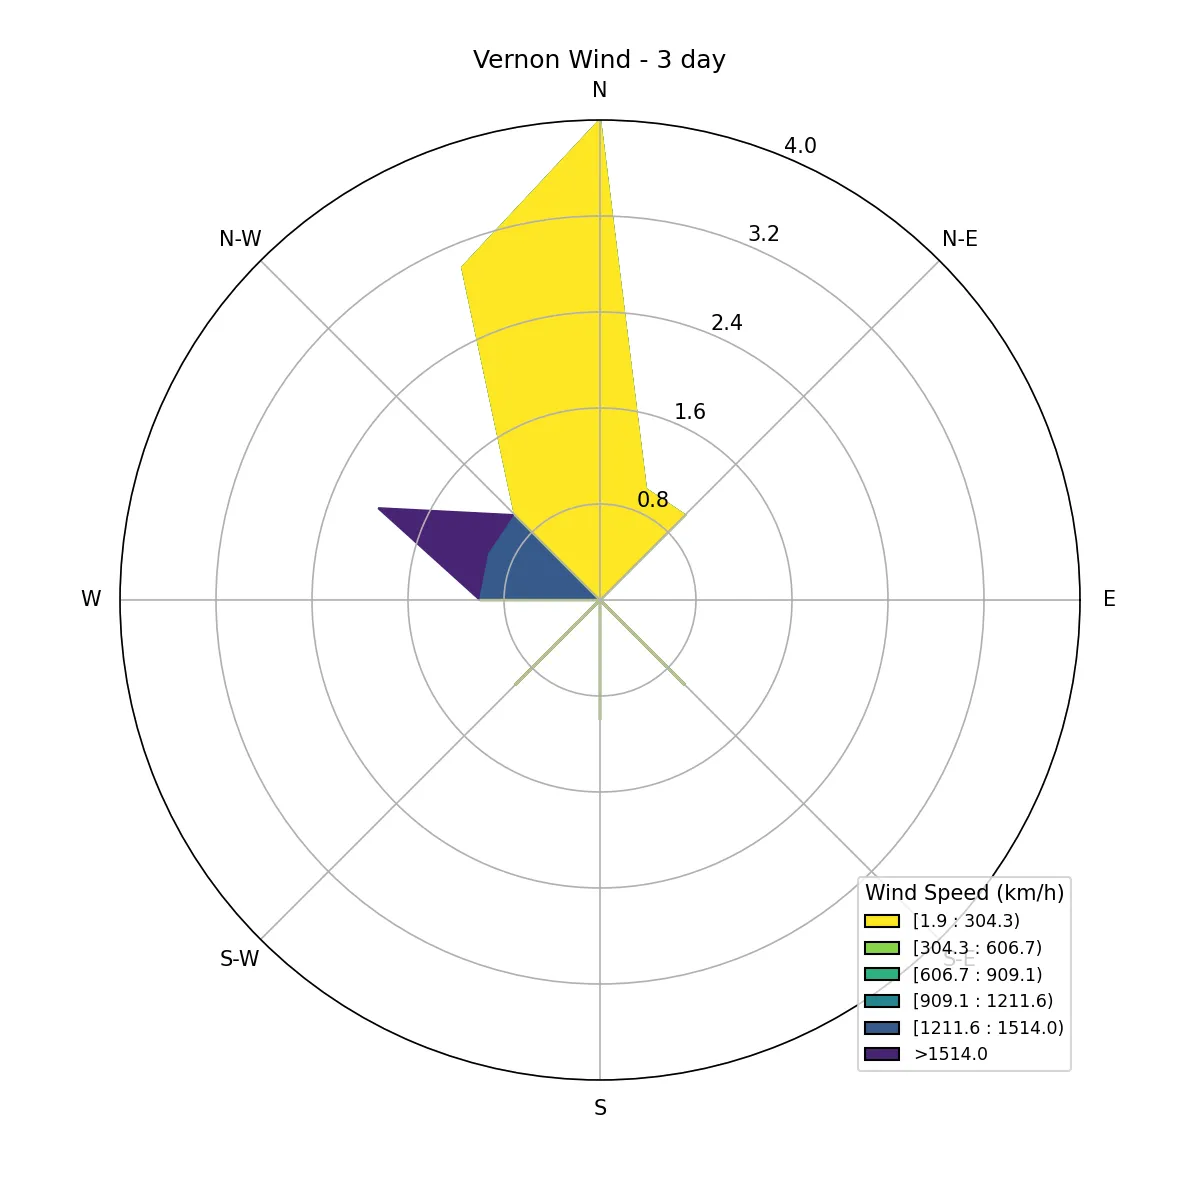 Vernon Wind - 3 day
N
4.0
N-W
3.2
N-E
2.4
1.6
0.8
W
E
Wind Speed (km/h)
[1.9 : 304.3)
[304.3 : 606.7)
S-W
S-E
[606.7 : 909.1)
[909.1 : 1211.6)
[1211.6 : 1514.0)
>1514.0
S